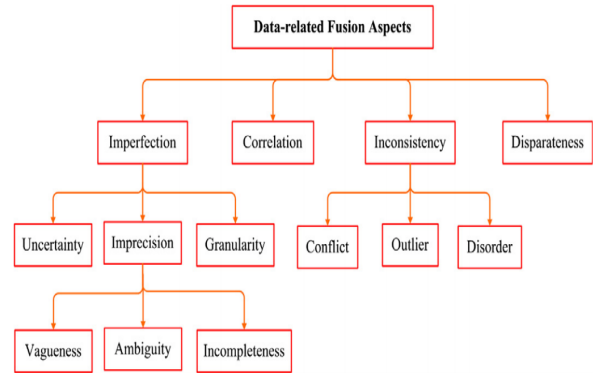 Data-related Fusion Aspects
Imperfection
Correlation
Inconsistency
Disparateness
Uncertainty
Imprecision
Granularity
Conflict
Outlier
Disorder
Vagueness
Ambiguity
Incompleteness